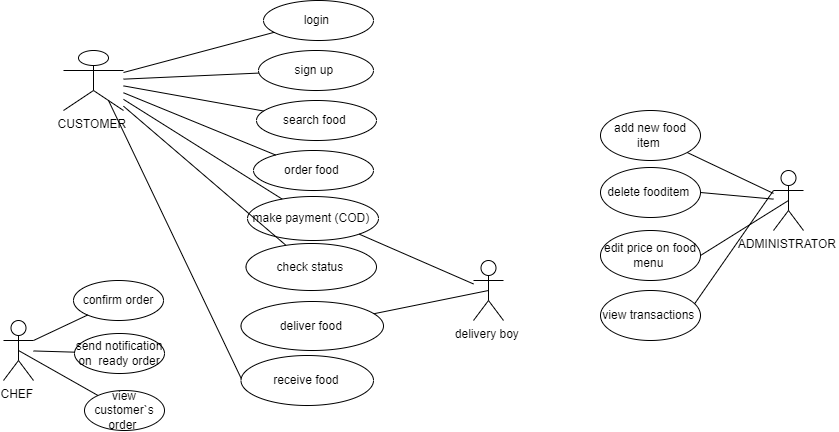 login
sign up
CUSTOMER
search food
order food
make payment (COD)
check status
deliver food
receive food
delivery boy
confirm order
send notification
on  ready order
view
customer`s
order
CHEF
add new food
item
delete fooditem
edit price on food
menu
view transactions
ADMINISTRATOR